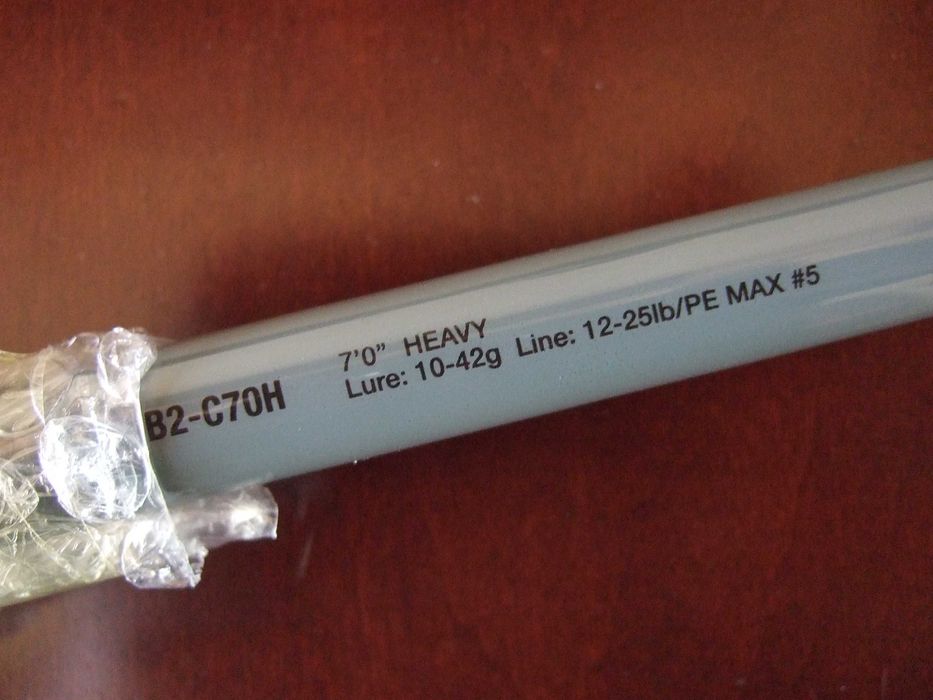 B2-C70H
7'0" HEAVY
Lure: 10-42g Line: 12-25lb/PE MAX #5